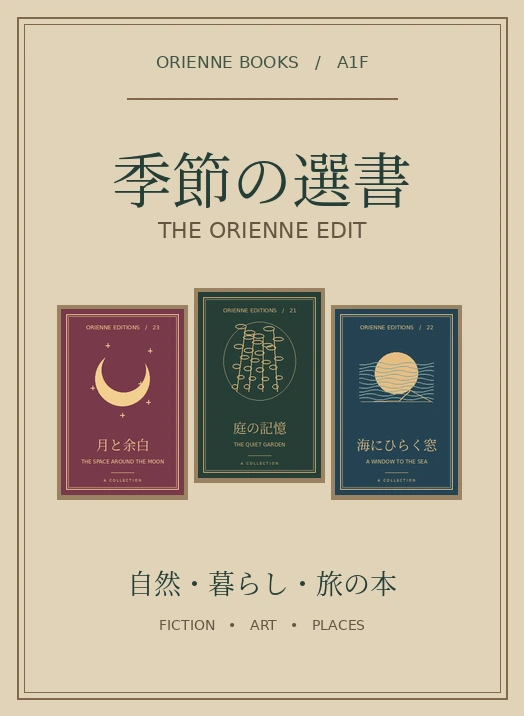 ORIENNE BOOKS / A1F
季節の選書
THE ORIENNE EDIT
ORIENNE EDITIONS / 23
月と余白
THE SPACE AROUND THE MOON
A COLLECTION
ORIENNE EDITIONS / 21
庭の記憶
THE QUIET GARDEN
A COLLECTION
ORIENNE EDITIONS / 22
海にひらく窓
A WINDOW TO THE SEA
A COLLECTION
自然・暮らし・旅の本
FICTION • ART • PLACES